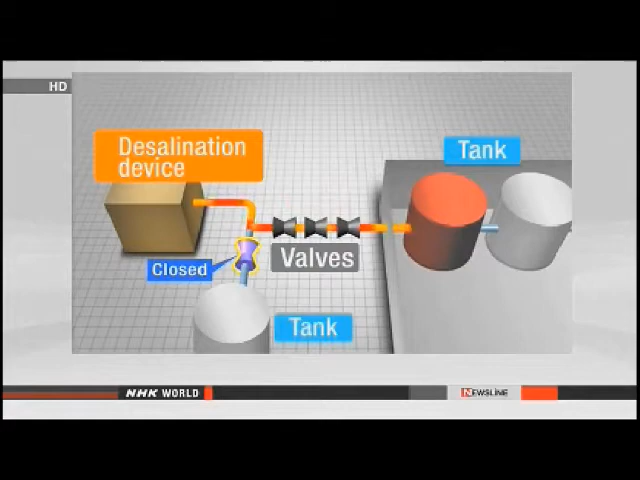 HD
Tank
Desalination
device
Valves
Closed
Tank
NHK WORLD
NEWSLINE